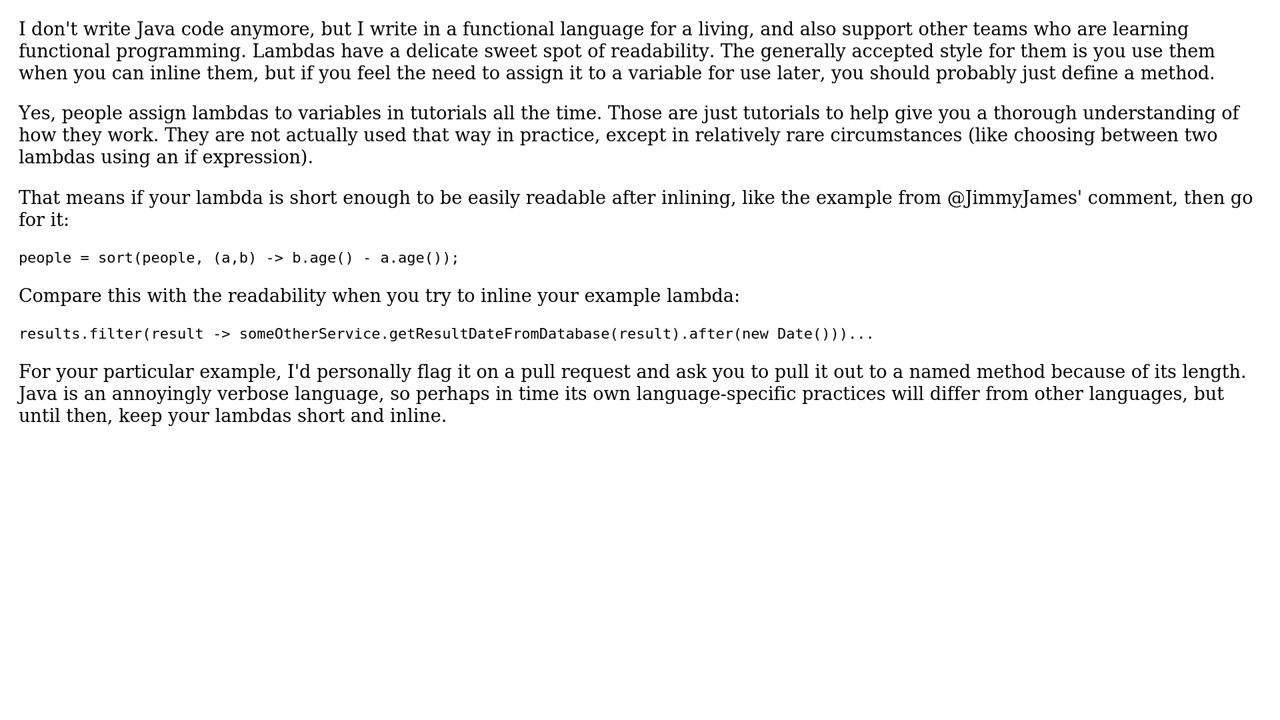 I don't write Java code anymore, but I write in a functional language for a living, and also support other teams who are learning
functional programming. Lambdas have a delicate sweet spot of readability. The generally accepted style for them is you use them
when you can inline them, but if you feel the need to assign it to a variable for use later, you should probably just define a method.
Yes, people assign lambdas to variables in tutorials all the time. Those are just tutorials to help give you a thorough understanding of
how they work. They are not actually used that way in practice, except in relatively rare circumstances (like choosing between two
lambdas using an if expression).
That means if your lambda is short enough to be easily readable after inlining, like the example from @JimmyJames' comment, then go
for it:
people = sort(people, (a,b) -> b.age() - a.age());
Compare this with the readability when you try to inline your example lambda:
results.filter(result -> someOtherService.getResultDateFromDatabase(result).after(new Date()))...
For your particular example, I'd personally flag it on a pull request and ask you to pull it out to a named method because of its length.
Java is an annoyingly verbose language, so perhaps in time its own language-specific practices will differ from other languages, but
until then, keep your lambdas short and inline.